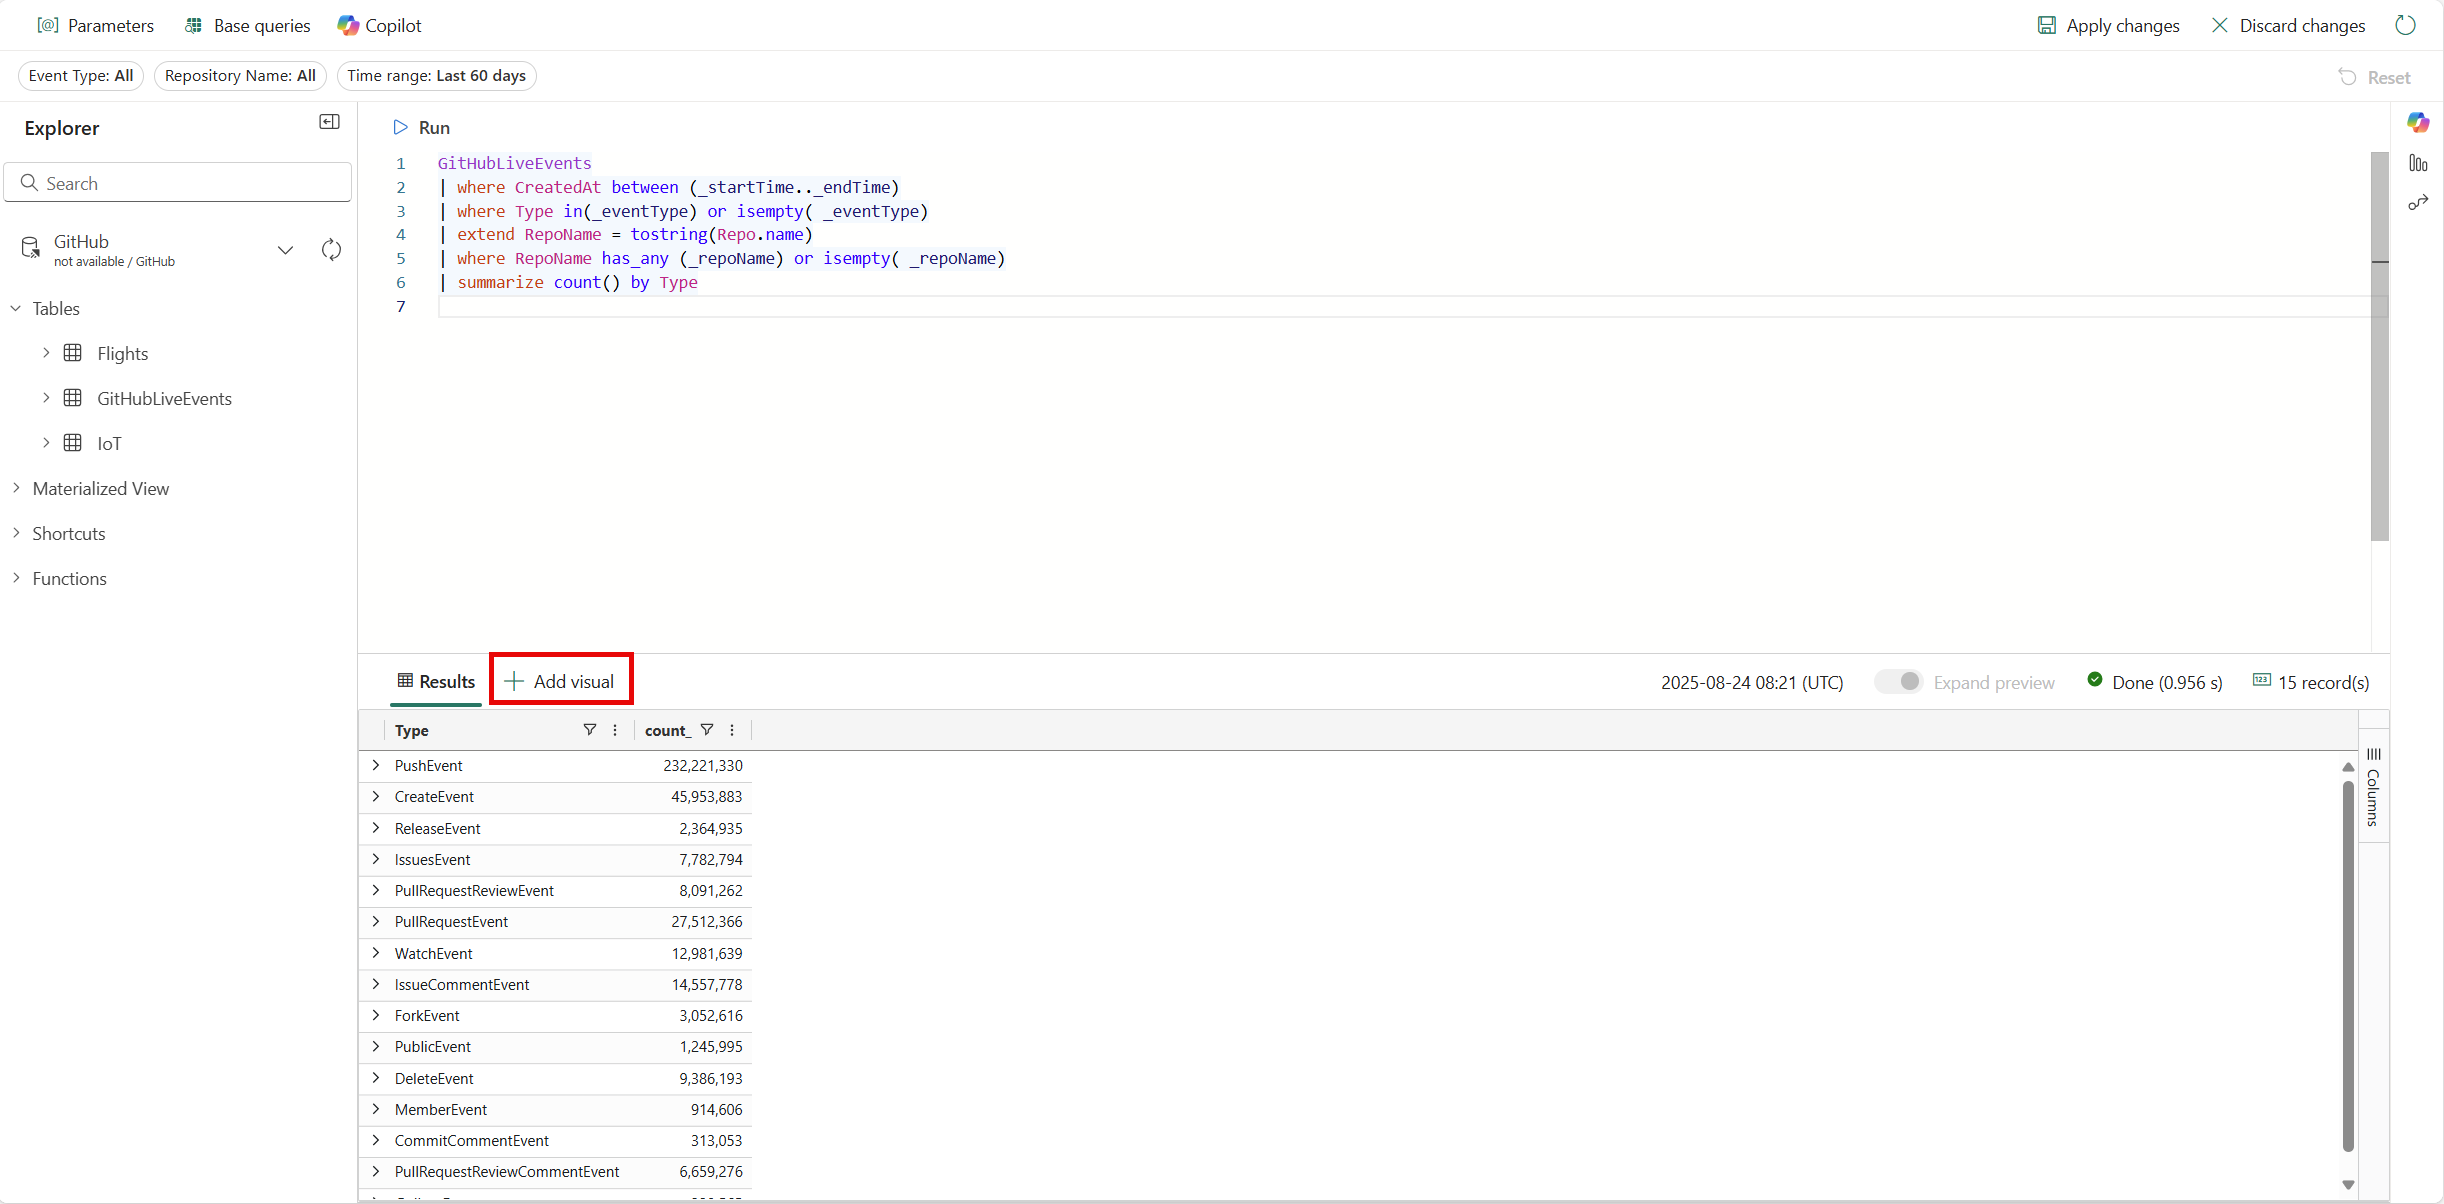 [@] Parameters Base queries Copilot Apply changes Discard changes
Event Type: All Repository Name: All Time range: Last 60 days Reset
Explorer
Search
GitHub
not available / GitHub
Tables
Flights
GitHubLiveEvents
IoT
Materialized View
Shortcuts
Functions
Run
1 GitHubLiveEvents
2 | where CreatedAt between (_startTime.._endTime)
3 | where Type in(_eventType) or isempty( _eventType)
4 | extend RepoName = tostring(Repo.name)
5 | where RepoName has_any (_repoName) or isempty( _repoName)
6 | summarize count() by Type
7
Results Add visual 2025-08-24 08:21 (UTC) Expand preview Done (0.956 s) 123 15 record(s)
Type count_
PushEvent 232,221,330
CreateEvent 45,953,883
ReleaseEvent 2,364,935
IssuesEvent 7,782,794
PullRequestReviewEvent 8,091,262
PullRequestEvent 27,512,366
WatchEvent 12,981,639
IssueCommentEvent 14,557,778
ForkEvent 3,052,616
PublicEvent 1,245,995
DeleteEvent 9,386,193
MemberEvent 914,606
CommitCommentEvent 313,053
PullRequestReviewCommentEvent 6,659,276
Columns